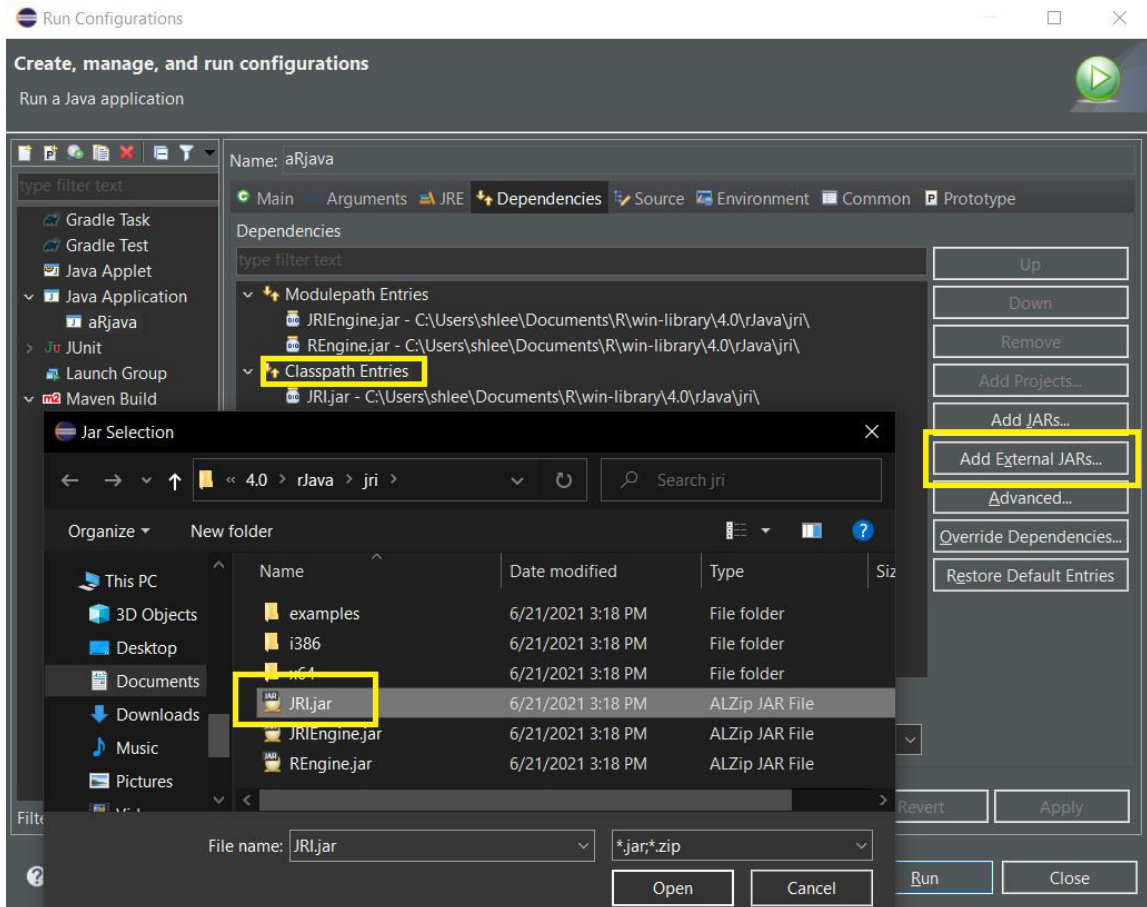 Run Configurations
Create, manage, and run configurations
Run a Java application
type filter text
Gradle Task
Gradle Test
Java Applet
Java Application
aRjava
JUnit
Launch Group
Maven Build
Name: aRjava
Main Arguments JRE Dependencies Source Environment Common Prototype
Dependencies
type filter text
Modulepath Entries
JRIEngine.jar - C:\Users\shlee\Documents\R\win-library\4.0\rJava\jri\
REngine.jar - C:\Users\shlee\Documents\R\win-library\4.0\rJava\jri\
Classpath Entries
JRI.jar - C:\Users\shlee\Documents\R\win-library\4.0\rJava\jri\
Up
Down
Remove
Add Projects...
Add JARs...
Add External JARs...
Advanced...
Override Dependencies...
Restore Default Entries
Jar Selection
« 4.0 > rJava > jri >
Search jri
Organize
New folder
This PC
3D Objects
Desktop
Documents
Downloads
Music
Pictures
Name Date modified Type Siz
examples 6/21/2021 3:18 PM File folder
i386 6/21/2021 3:18 PM File folder
x64 6/21/2021 3:18 PM File folder
JRI.jar 6/21/2021 3:18 PM ALZip JAR File
JRIEngine.jar 6/21/2021 3:18 PM ALZip JAR File
REngine.jar 6/21/2021 3:18 PM ALZip JAR File
File name: JRI.jar
*.jar;*.zip
Open
Cancel
Filte
Revert
Apply
Run
Close